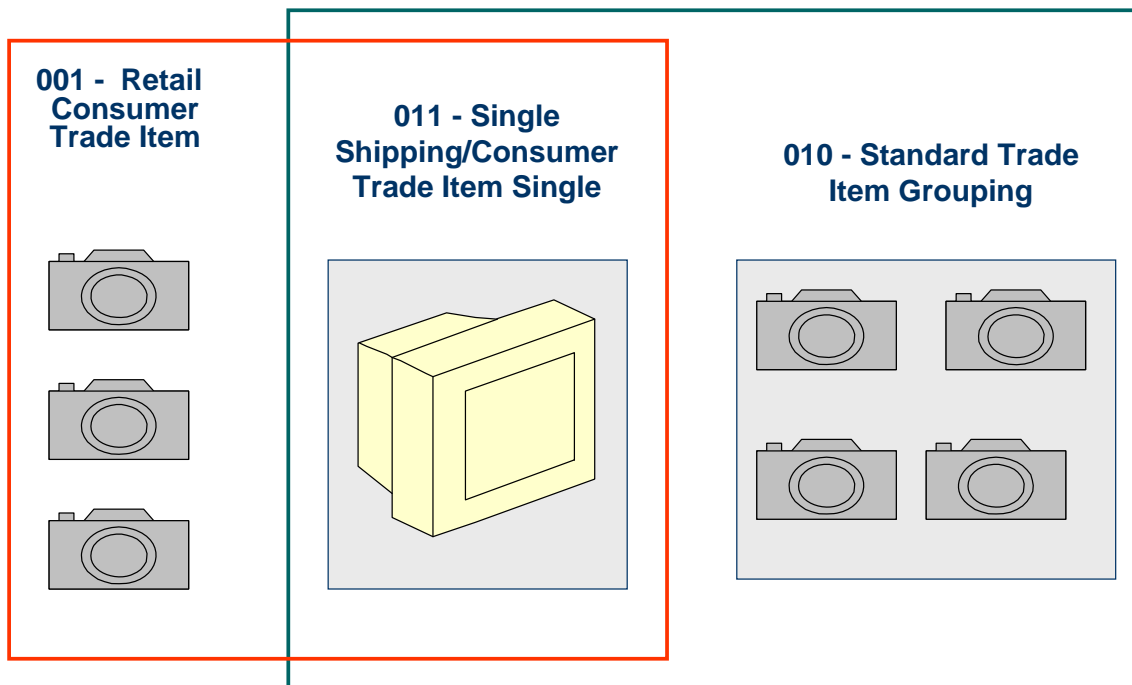 001 - Retail
Consumer
Trade Item
011 - Single
Shipping/Consumer
Trade Item Single
010 - Standard Trade
Item Grouping